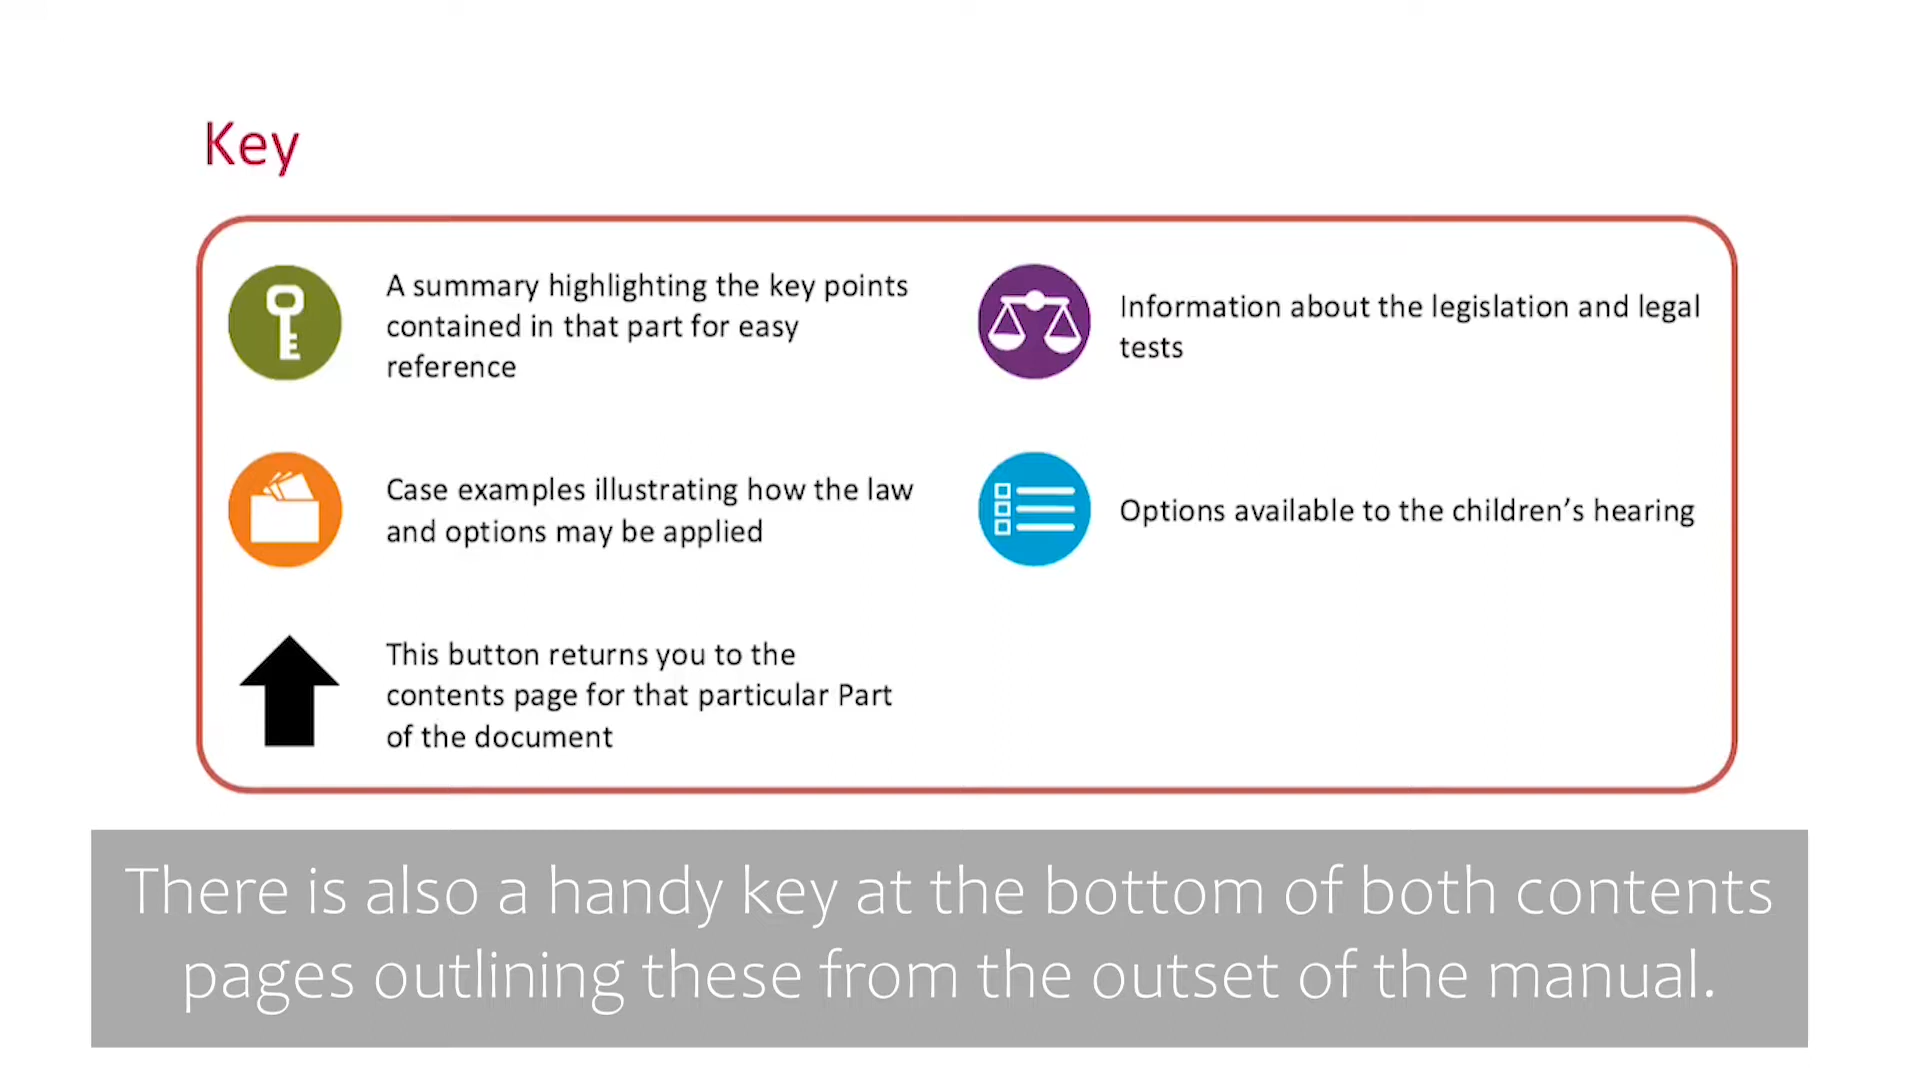 Key
A summary highlighting the key points
contained in that part for easy
reference
Information about the legislation and legal
tests
Case examples illustrating how the law
and options may be applied
Options available to the children’s hearing
This button returns you to the
contents page for that particular Part
of the document
There is also a handy key at the bottom of both contents
pages outlining these from the outset of the manual.